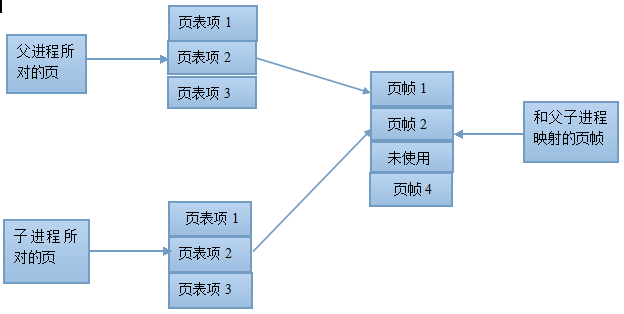 父进程所
对的页
页表项 1
页表项 2
页表项 3
页帧 1
页帧 2
未使用
页帧 4
和父子进程
映射的页帧
子进程所
对的页
页表项 1
页表项 2
页表项 3